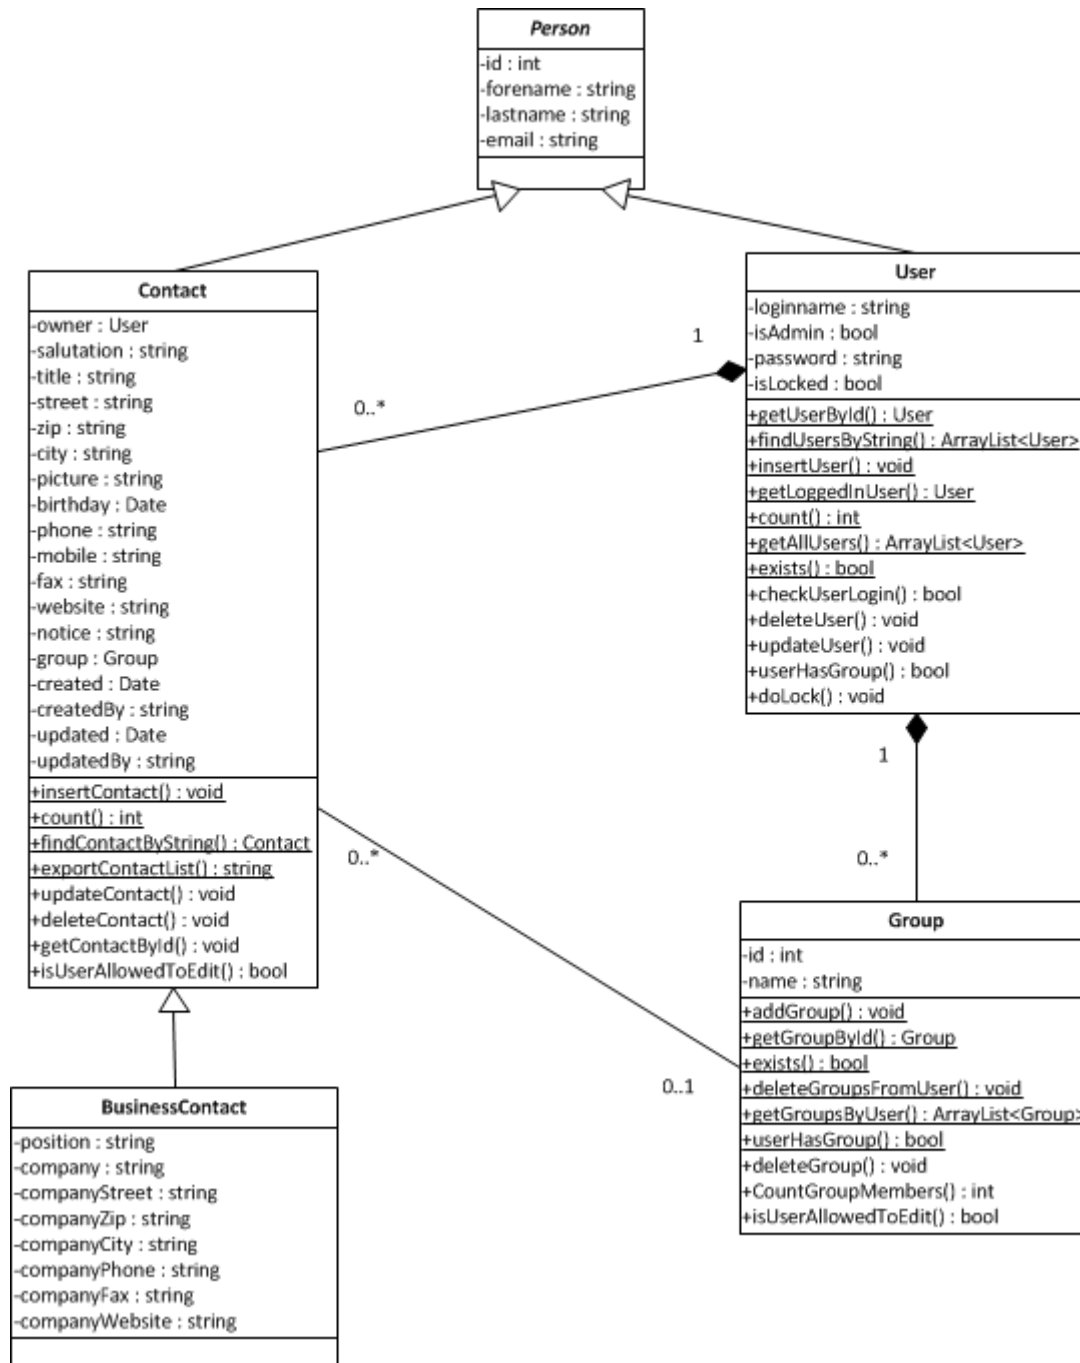 Person
-id : int
-forename : string
-lastname : string
-email : string
Contact
-owner : User
-salutation : string
-title : string
-street : string
-zip : string
-city : string
-picture : string
-birthday : Date
-phone : string
-mobile : string
-fax : string
-website : string
-notice : string
-group : Group
-created : Date
-createdBy : string
-updated : Date
-updatedBy : string
+insertContact() : void
+count() : int
+findContactByString() : Contact
+exportContactList() : string
+updateContact() : void
+deleteContact() : void
+getContactById() : void
+isUserAllowedToEdit() : bool
User
-loginname : string
-isAdmin : bool
-password : string
-isLocked : bool
+getUserById() : User
+findUsersByString() : ArrayList<User>
+insertUser() : void
+getLoggedInUser() : User
+count() : int
+getAllUsers() : ArrayList<User>
+exists() : bool
+checkUserLogin() : bool
+deleteUser() : void
+updateUser() : void
+userHasGroup() : bool
+doLock() : void
1
0..*
1
0..*
0..*
0..1
Group
-id : int
-name : string
+addGroup() : void
+getGroupById() : Group
+exists() : bool
+deleteGroupsFromUser() : void
+getGroupsByUser() : ArrayList<Group>
+userHasGroup() : bool
+deleteGroup() : void
+CountGroupMembers() : int
+isUserAllowedToEdit() : bool
BusinessContact
-position : string
-company : string
-companyStreet : string
-companyZip : string
-companyCity : string
-companyPhone : string
-companyFax : string
-companyWebsite : string